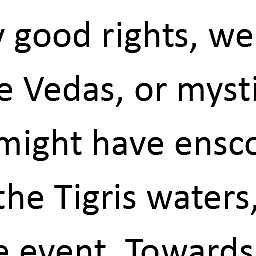 good rights, we
Vedas, or mysti
might have ensco
the Tigris waters,
event. Towards